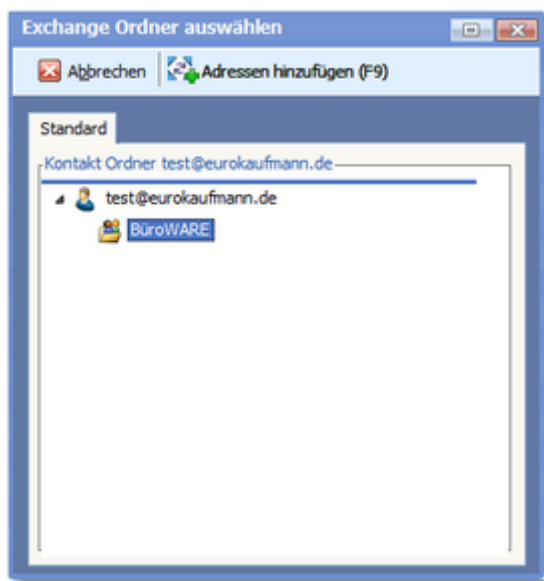 Exchange Ordner auswählen
Abbrechen Adressen hinzufügen (F9)
Standard
Kontakt Ordner test@eurokaufmann.de
test@eurokaufmann.de
BüroWARE